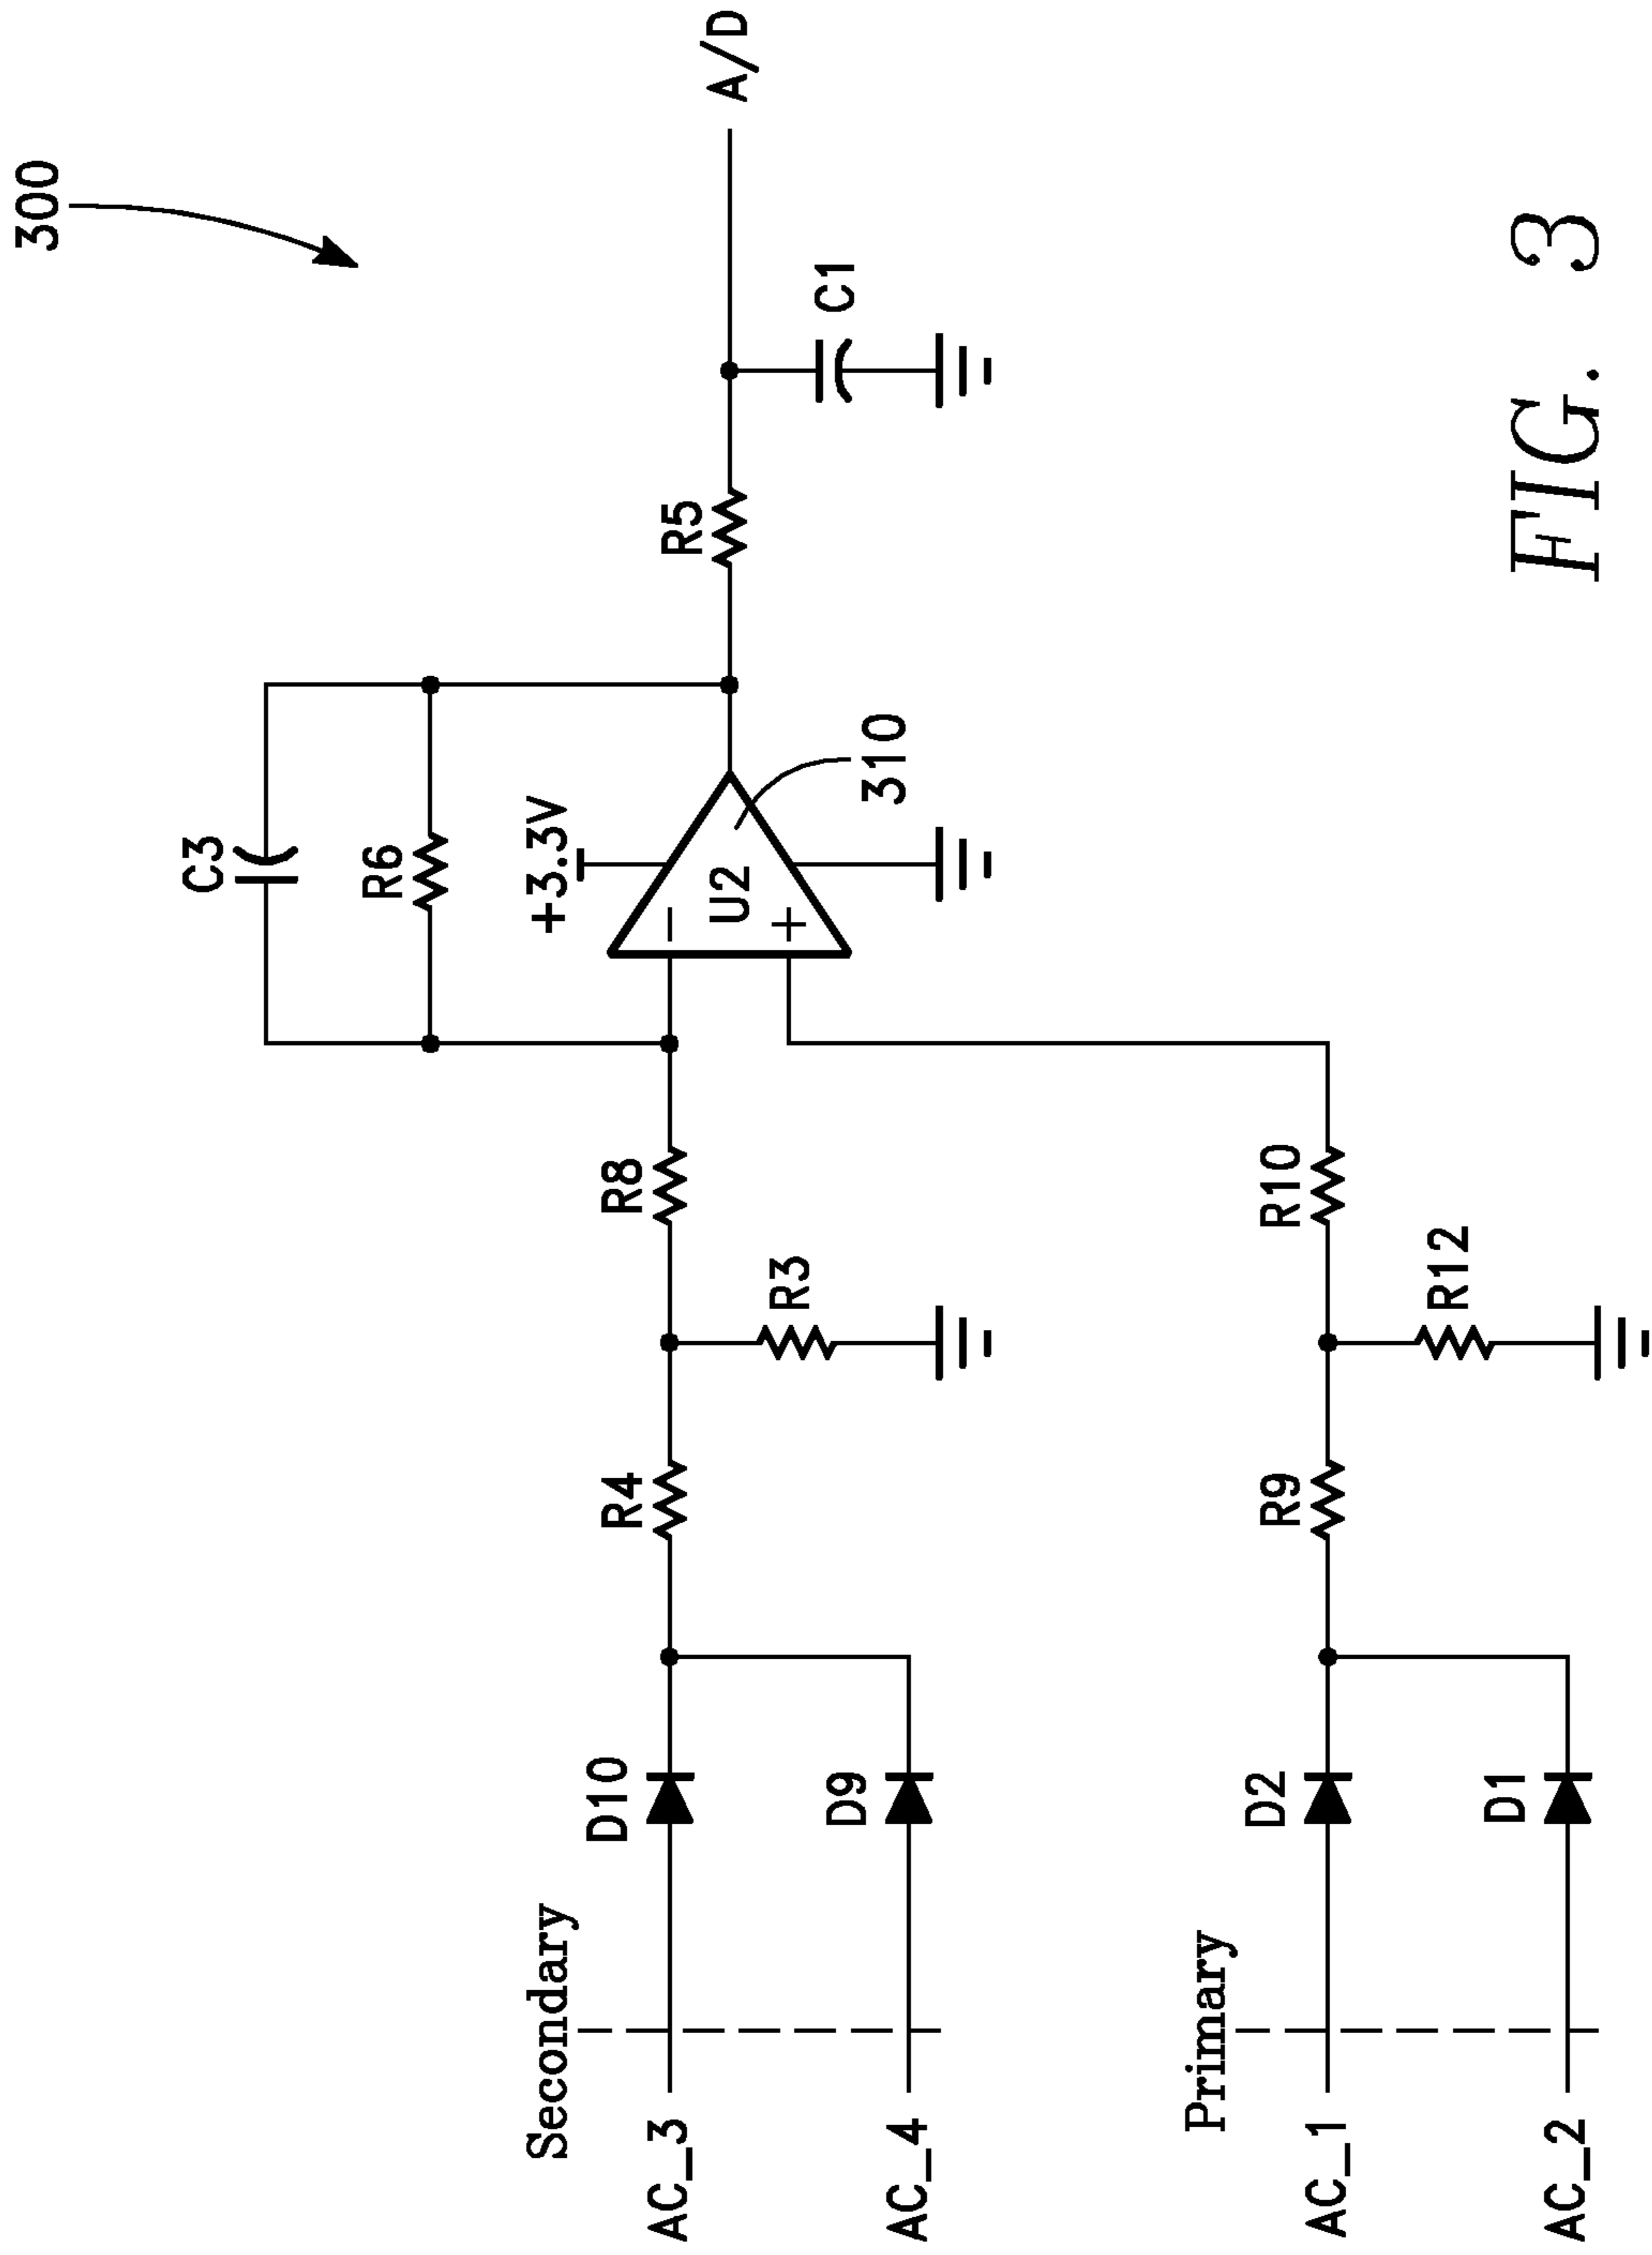 300
C3
R6
+3.3V
Secondary
AC_3
D10
R4
R8
U2
R5
A/D
AC_4
D9
R3
310
C1
Primary
AC_1
D2
R9
R10
AC_2
D1
R12
FIG. 3